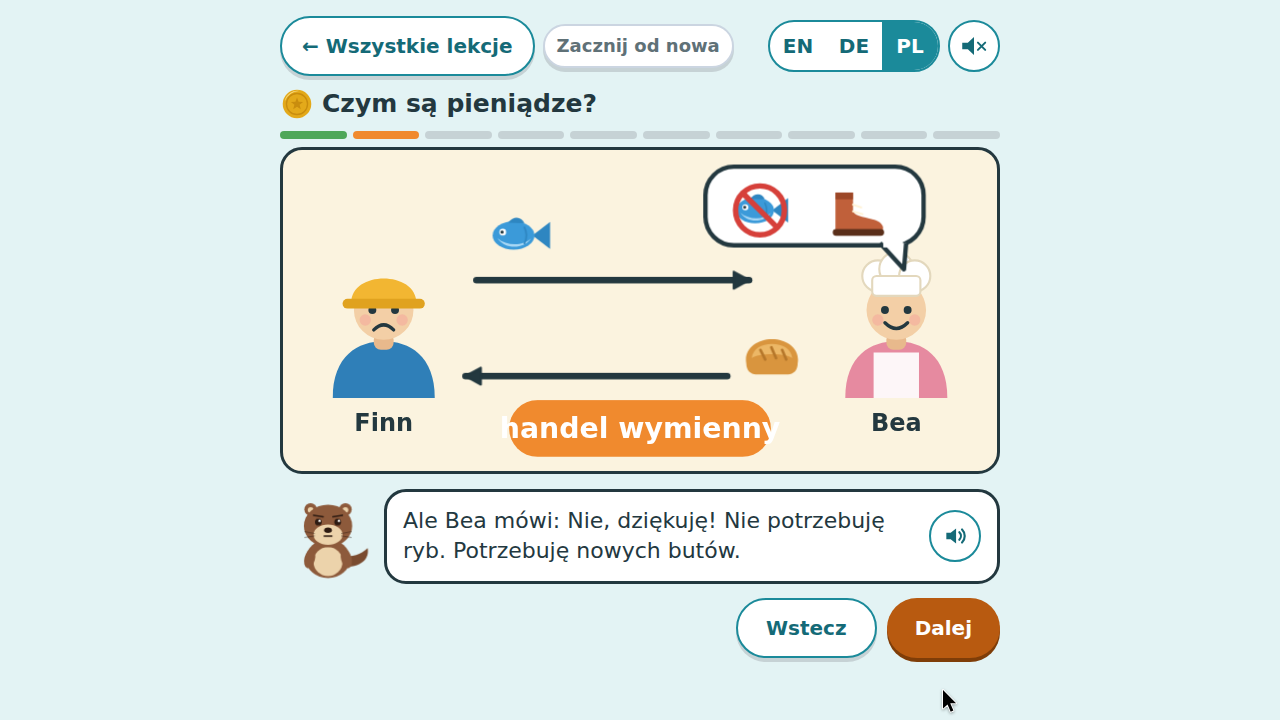 ← Wszystkie lekcje
Zacznij od nowa
EN DE PL
Czym są pieniądze?
Finn
handel wymienny
Bea
Ale Bea mówi: Nie, dziękuję! Nie potrzebuję
ryb. Potrzebuję nowych butów.
Wstecz
Dalej